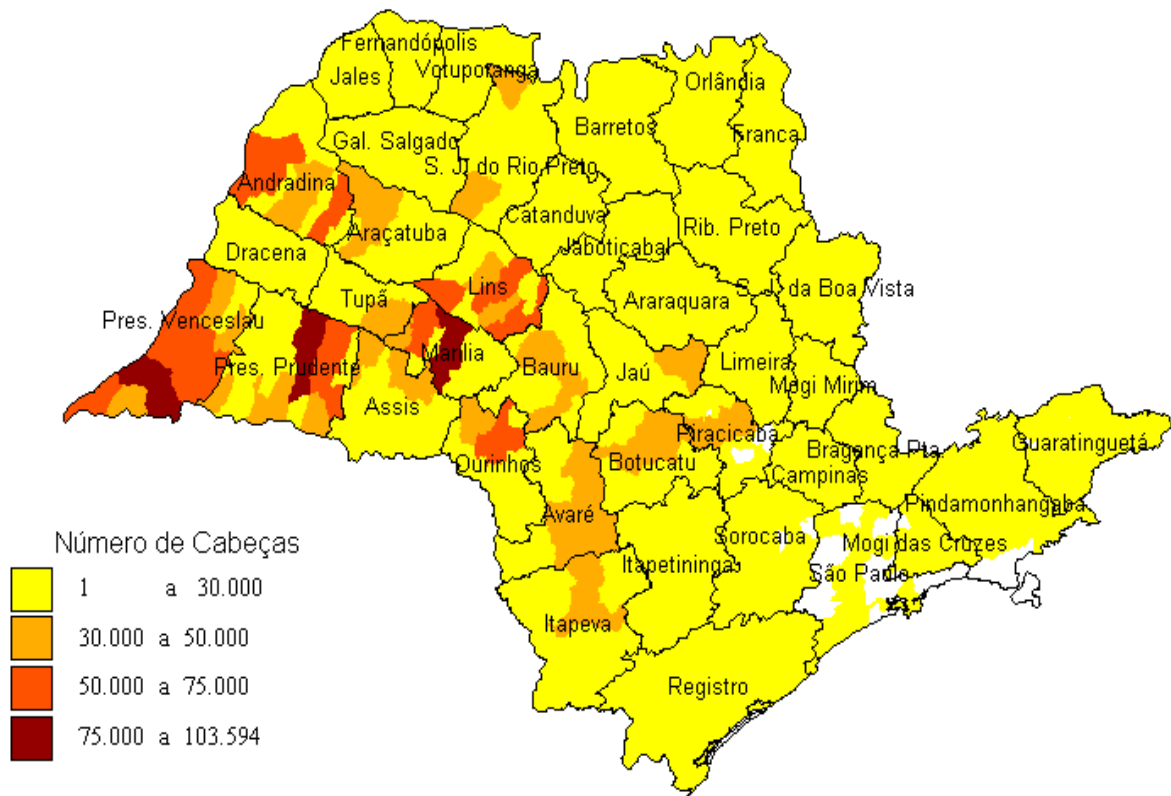 Fernandópolis
Votuporanga
Jales
Orlândia
Barretos
Franca
Gal. Salgado
S. J. do Rio Preto
Andradina
Catanduva
Araçatuba
Rib. Preto
Jaboticabal
Dracena
Lins
Tupã
Araraquara
S. J. da Boa Vista
Pres. Venceslau
Pres. Prudente
Marília
Bauru
Jaú
Limeira
Mogi Mirim
Assis
Piracicaba
Ourinhos
Botucatu
Bragança Pta
Campinas
Guaratinguetá
Pindamonhangaba
Avaré
Sorocaba
Mogi das Cruzes
Itapetininga
São Paulo
Itapeva
Registro
Número de Cabeças
1 a 30.000
30.000 a 50.000
50.000 a 75.000
75.000 a 103.594